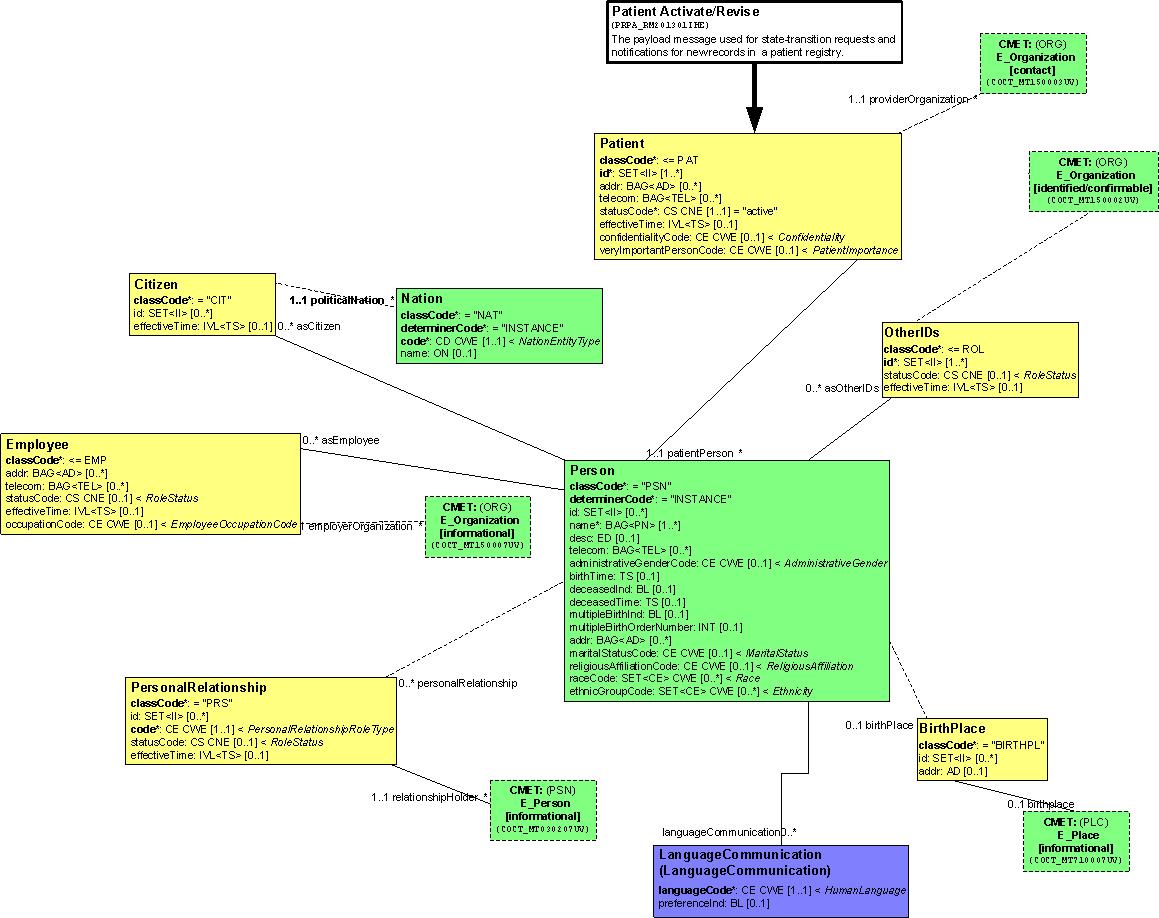 Patient Activate/Revise
(PRPA_RM201301IHE)
The payload message used for state-transition requests and
notifications for newrecords in a patient registry.
CMET: (ORG)
E_Organization
[contact]
(COCT_MT150003UV)
1..1 providerOrganization *
Patient
classCode*: <= PAT
id*: SET<II> [1..*]
addr: BAG<AD> [0..*]
telecom: BAG<TEL> [0..*]
statusCode*: CS CNE [1..1] = "active"
effectiveTime: IVL<TS> [0..1]
confidentialityCode: CE CWE [0..1] < Confidentiality
veryImportantPersonCode: CE CWE [0..1] < PatientImportance
CMET: (ORG)
E_Organization
[identified/confirmable]
(COCT_MT150002UV)
Citizen
classCode*: = "CIT"
id: SET<II> [0..*]
effectiveTime: IVL<TS> [0..1]
1..1 politicalNation *
0..* asCitizen
Nation
classCode*: = "NAT"
determinerCode*: = "INSTANCE"
code*: CD CWE [1..1] < NationEntityType
name: ON [0..1]
OtherIDs
classCode*: <= ROL
id*: SET<II> [1..*]
statusCode: CS CNE [0..1] < RoleStatus
effectiveTime: IVL<TS> [0..1]
0..* asOtherIDs
Employee
classCode*: <= EMP
addr: BAG<AD> [0..*]
telecom: BAG<TEL> [0..*]
statusCode: CS CNE [0..1] < RoleStatus
effectiveTime: IVL<TS> [0..1]
occupationCode: CE CWE [0..1] < EmployeeOccupationCode
0..* asEmployee
employerOrganization *
CMET: (ORG)
E_Organization
[informational]
(COCT_MT150007UV)
1..1 patientPerson *
Person
classCode*: = "PSN"
determinerCode*: = "INSTANCE"
id: SET<II> [0..*]
name*: BAG<PN> [1..*]
desc: ED [0..1]
telecom: BAG<TEL> [0..*]
administrativeGenderCode: CE CWE [0..1] < AdministrativeGender
birthTime: TS [0..1]
deceasedInd: BL [0..1]
deceasedTime: TS [0..1]
multipleBirthInd: BL [0..1]
multipleBirthOrderNumber: INT [0..1]
addr: BAG<AD> [0..*]
maritalStatusCode: CE CWE [0..1] < MaritalStatus
religiousAffiliationCode: CE CWE [0..1] < ReligiousAffiliation
raceCode: SET<CE> CWE [0..*] < Race
ethnicGroupCode: SET<CE> CWE [0..*] < Ethnicity
PersonalRelationship
classCode*: = "PRS"
id: SET<II> [0..*]
code*: CE CWE [1..1] < PersonalRelationshipRoleType
statusCode: CS CNE [0..1] < RoleStatus
effectiveTime: IVL<TS> [0..1]
0..* personalRelationship
1..1 relationshipHolder *
CMET: (PSN)
E_Person
[informational]
(COCT_MT030207UV)
0..1 birthPlace
BirthPlace
classCode*: = "BIRTHPL"
id: SET<II> [0..*]
addr: AD [0..1]
0..1 birthplace
CMET: (PLC)
E_Place
[informational]
(COCT_MT710007UV)
languageCommunication 0..*
LanguageCommunication
(LanguageCommunication)
languageCode*: CE CWE [1..1] < HumanLanguage
preferenceInd: BL [0..1]